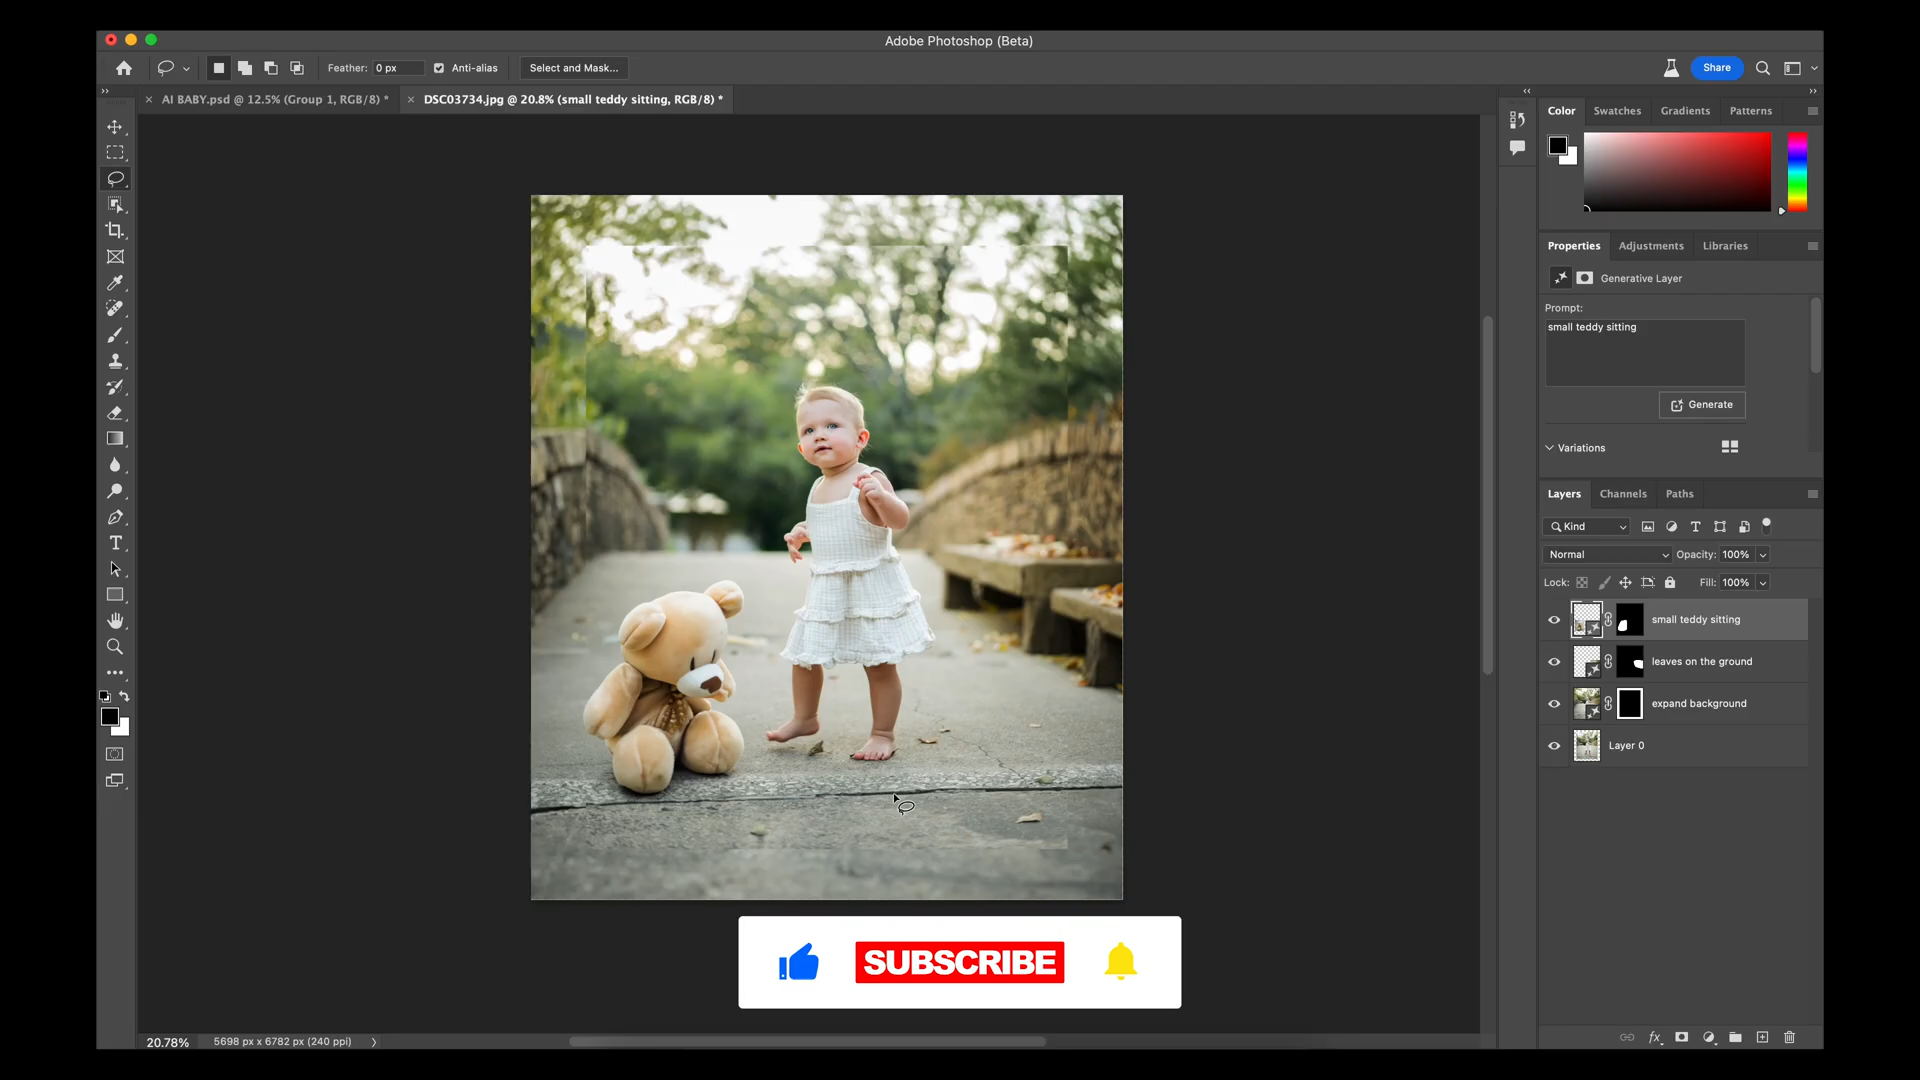 Adobe Photoshop (Beta)
Feather: 0 px Anti-alias Select and Mask... Share
AI BABY.psd @ 12.5% (Group 1, RGB/8) * DSC03734.jpg @ 20.8% (small teddy sitting, RGB/8) *
Color Swatches Gradients Patterns
Properties Adjustments Libraries
Generative Layer
Prompt:
small teddy sitting
Generate
Variations
Layers Channels Paths
Kind
Normal Opacity: 100%
Lock: Fill: 100%
small teddy sitting
leaves on the ground
expand background
Layer 0
SUBSCRIBE
20.78% 5698 px x 6782 px (240 ppi)